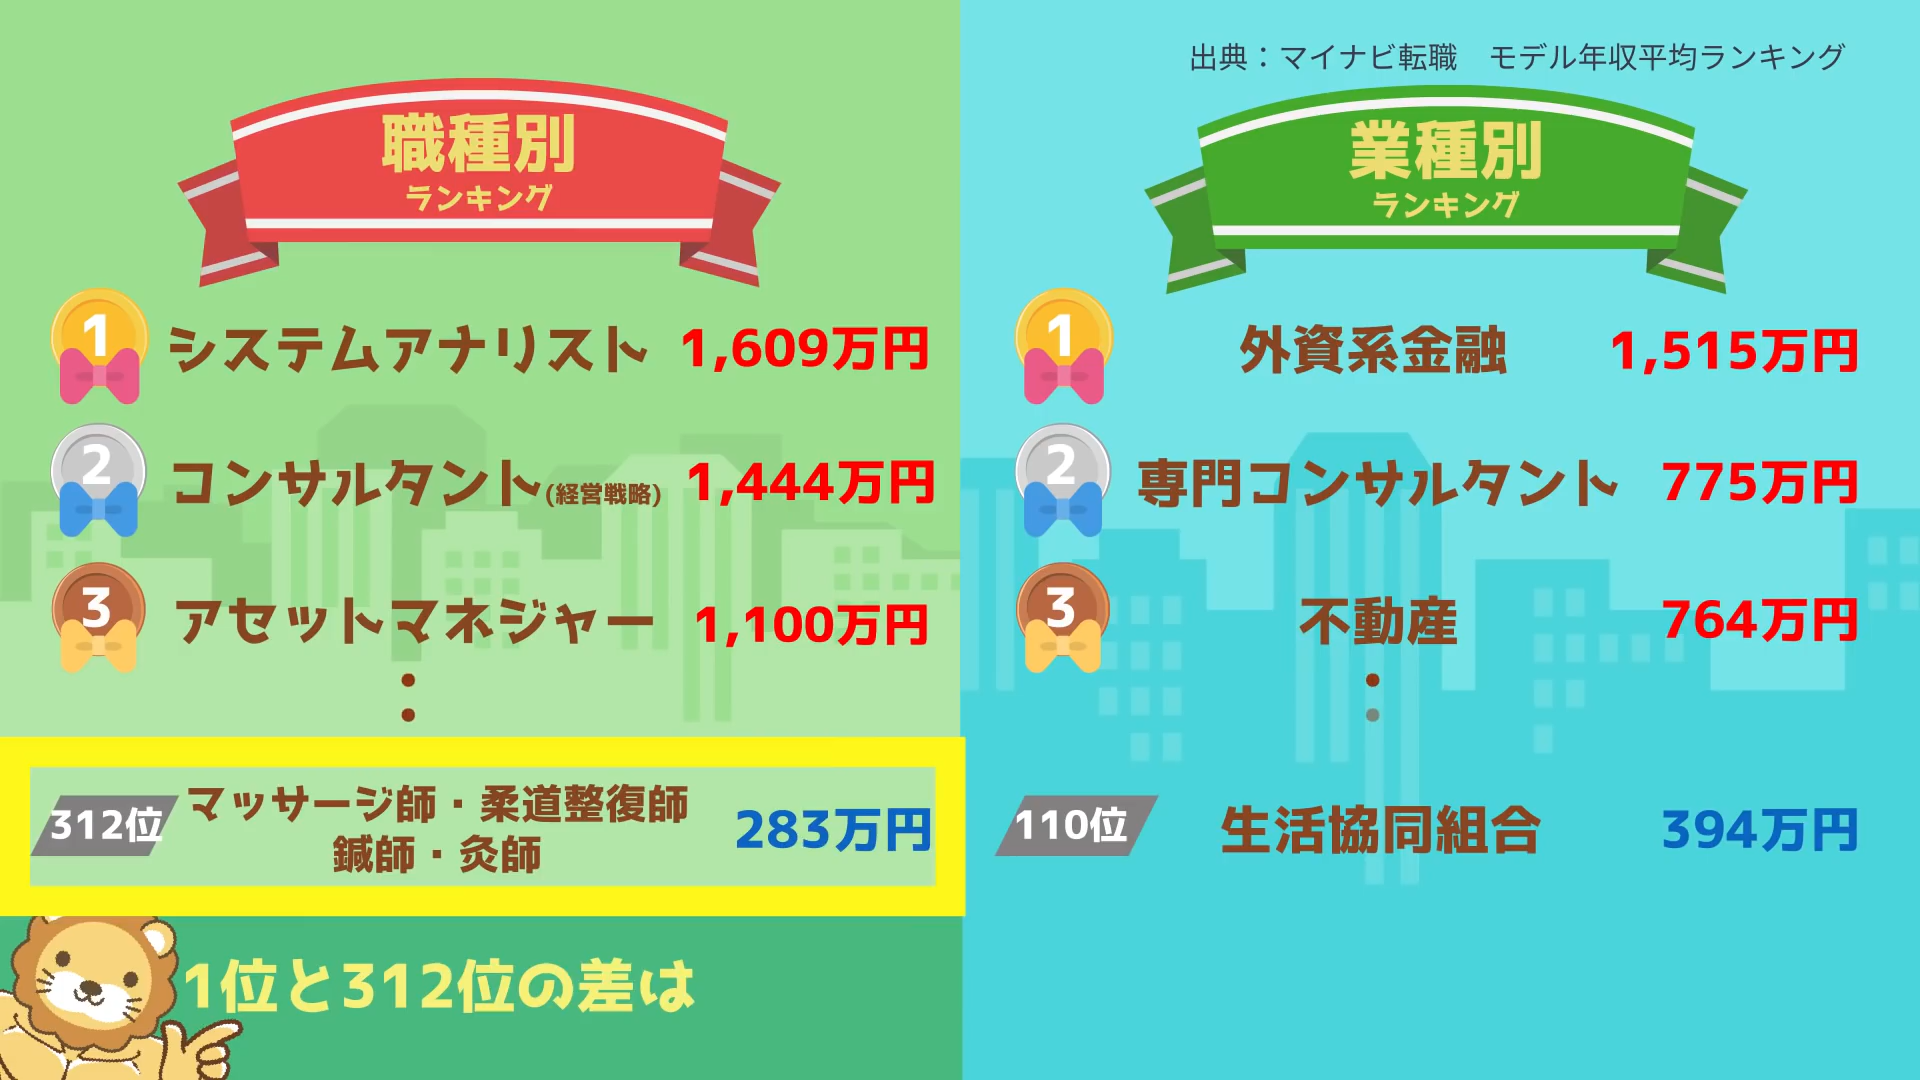 出典：マイナビ転職　モデル年収平均ランキング
職種別
ランキング
1 システムアナリスト 1,609万円
2 コンサルタント(経営戦略) 1,444万円
3 アセットマネジャー 1,100万円
312位 マッサージ師・柔道整復師
鍼師・灸師 283万円
1位と312位の差は
業種別
ランキング
1 外資系金融 1,515万円
2 専門コンサルタント 775万円
3 不動産 764万円
110位 生活協同組合 394万円